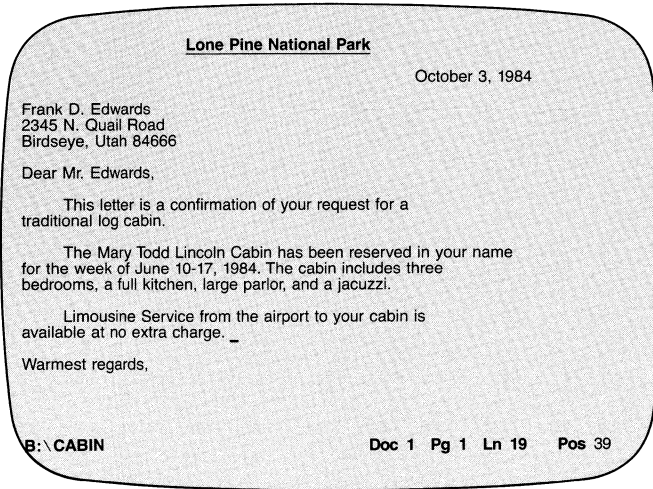 Lone Pine National Park
October 3, 1984
Frank D. Edwards
2345 N. Quail Road
Birdseye, Utah 84666
Dear Mr. Edwards,
This letter is a confirmation of your request for a
traditional log cabin.
The Mary Todd Lincoln Cabin has been reserved in your name
for the week of June 10-17, 1984. The cabin includes three
bedrooms, a full kitchen, large parlor, and a jacuzzi.
Limousine Service from the airport to your cabin is
available at no extra charge. _
Warmest regards,
B:\CABIN Doc 1 Pg 1 Ln 19 Pos 39